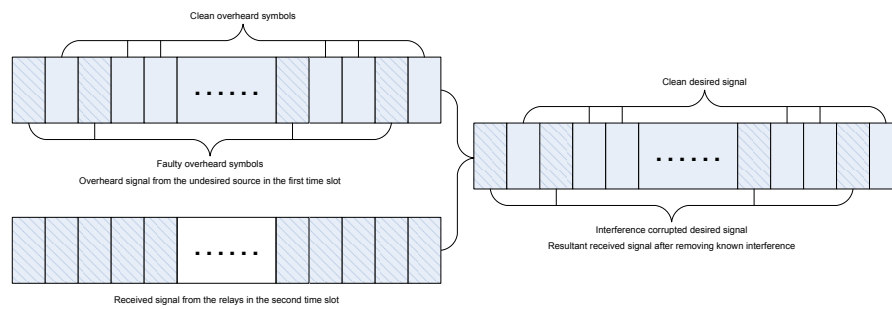 Clean overheard symbols
Faulty overheard symbols
Overheard signal from the undesired source in the first time slot
Received signal from the relays in the second time slot
Clean desired signal
Interference corrupted desired signal
Resultant received signal after removing known interference